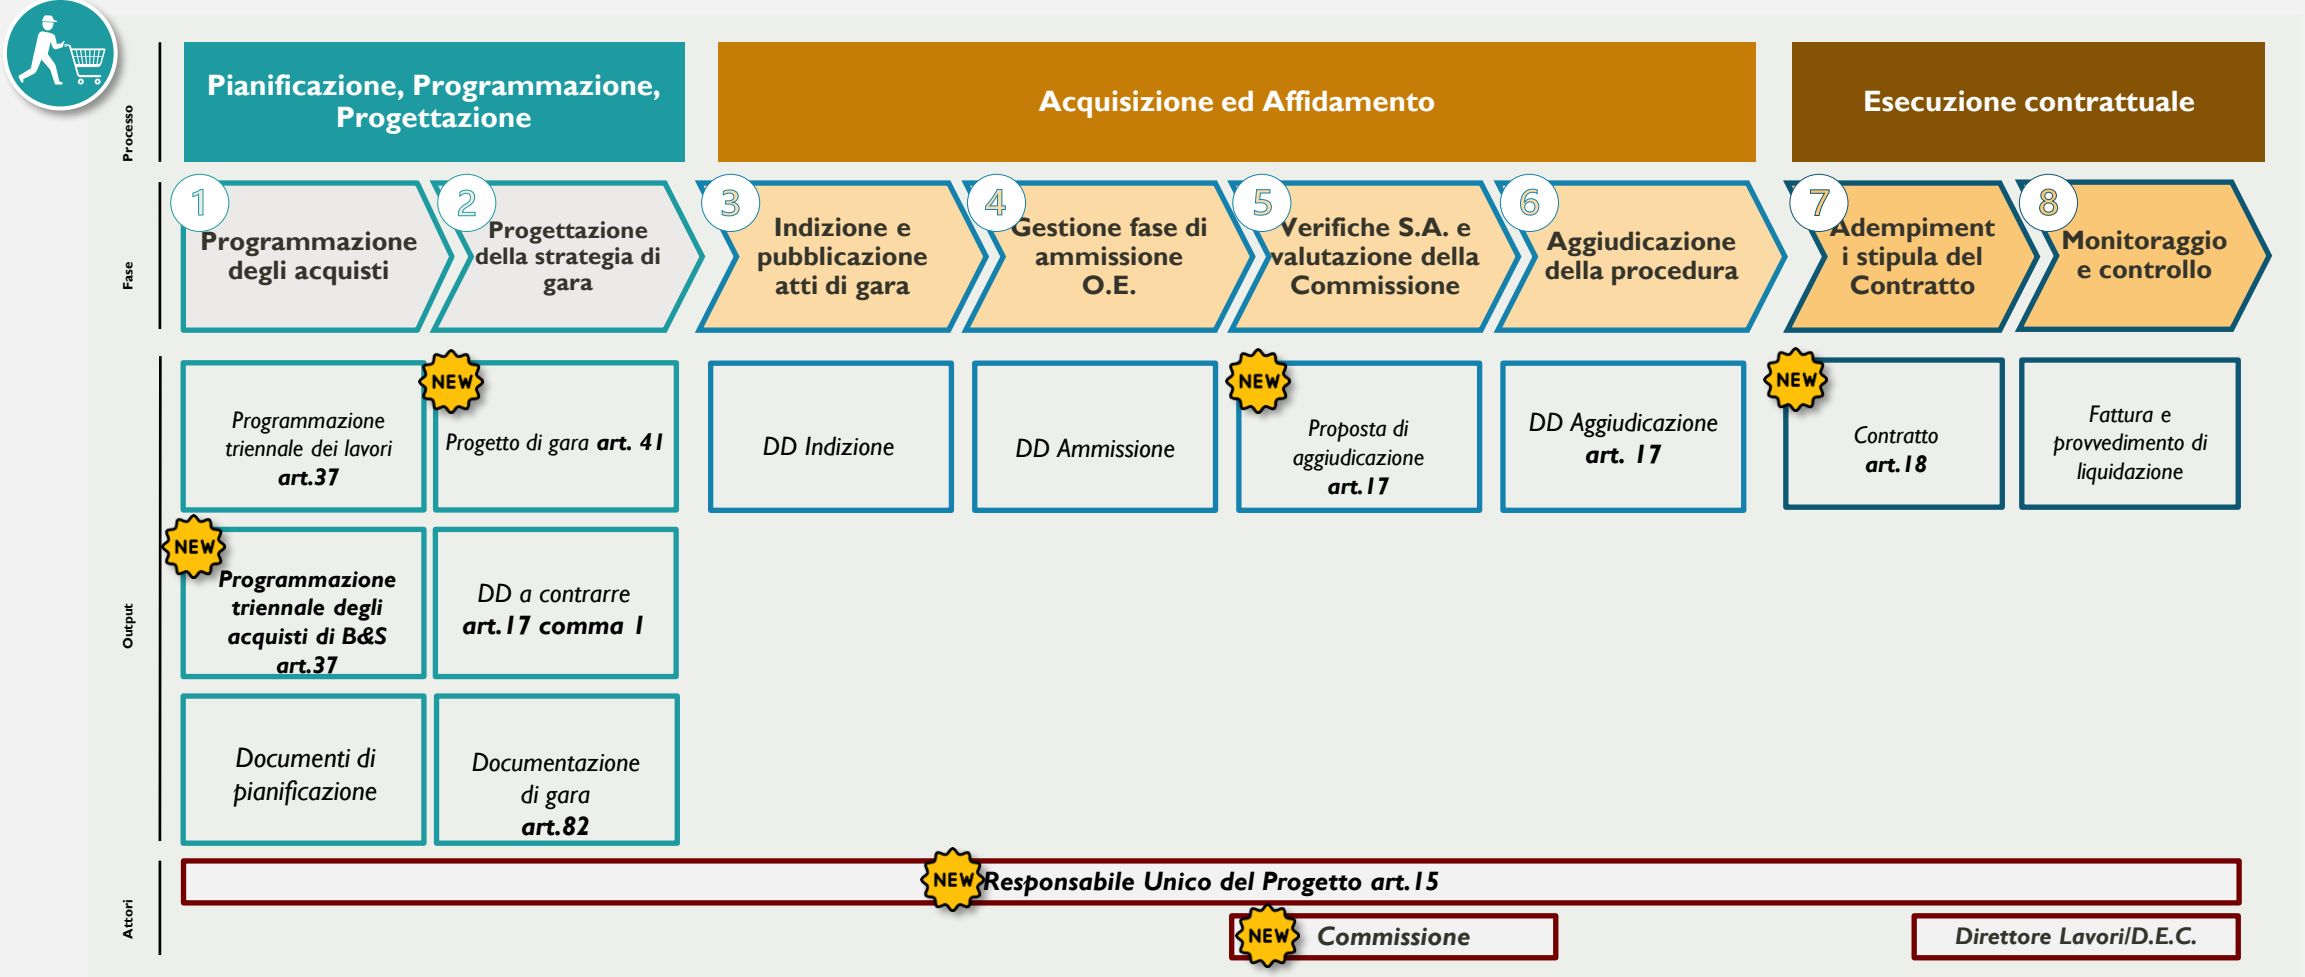 Processo
Pianificazione, Programmazione,
Progettazione
Acquisizione ed Affidamento
Esecuzione contrattuale
Fase
1
Programmazione
degli acquisti
2
Progettazione
della strategia di
gara
3
Indizione e
pubblicazione
atti di gara
4
Gestione fase di
ammissione
O.E.
5
Verifiche S.A. e
valutazione della
Commissione
6
Aggiudicazione
della procedura
7
Adempiment
i stipula del
Contratto
8
Monitoraggio
e controllo
Output
Programmazione
triennale dei lavori
art.37
NEW
Progetto di gara art. 41
DD Indizione
DD Ammissione
NEW
Proposta di
aggiudicazione
art.17
DD Aggiudicazione
art. 17
NEW
Contratto
art.18
Fattura e
provvedimento di
liquidazione
NEW
Programmazione
triennale degli
acquisti di B&S
art.37
DD a contrarre
art.17 comma 1
Documenti di
pianificazione
Documentazione
di gara
art.82
Attori
NEW
Responsabile Unico del Progetto art.15
NEW
Commissione
Direttore Lavori/D.E.C.